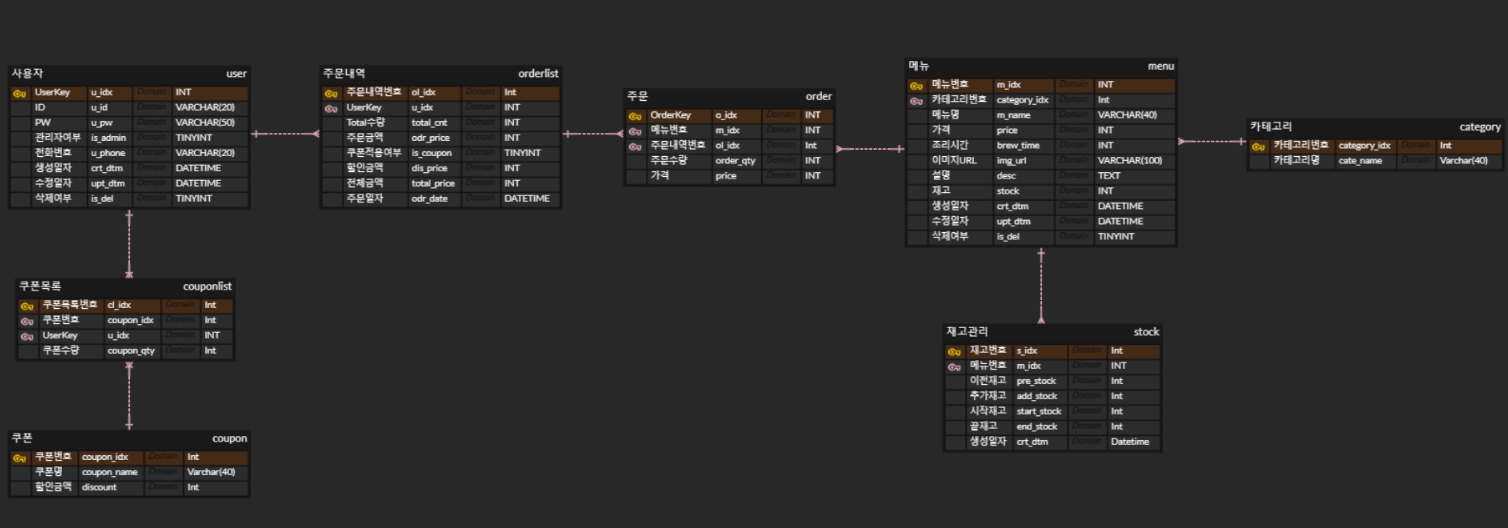 사용자 user
UserKey u_idx Domain INT
ID u_id Domain VARCHAR(20)
PW u_pw Domain VARCHAR(50)
관리자여부 is_admin Domain TINYINT
전화번호 u_phone Domain VARCHAR(20)
생성일자 crt_dtm Domain DATETIME
수정일자 upt_dtm Domain DATETIME
삭제여부 is_del Domain TINYINT
주문내역 orderlist
주문내역번호 ol_idx Domain Int
UserKey u_idx Domain INT
Total수량 total_cnt Domain INT
주문금액 odr_price Domain INT
쿠폰적용여부 is_coupon Domain TINYINT
할인금액 dis_price Domain INT
전체금액 total_price Domain INT
주문일자 odr_date Domain DATETIME
주문 order
OrderKey o_idx Domain INT
메뉴번호 m_idx Domain INT
주문내역번호 ol_idx Domain Int
주문수량 order_qty Domain INT
가격 price Domain INT
메뉴 menu
메뉴번호 m_idx Domain INT
카테고리번호 category_idx Domain Int
메뉴명 m_name Domain VARCHAR(40)
가격 price Domain INT
조리시간 brew_time Domain INT
이미지URL img_url Domain VARCHAR(100)
설명 desc Domain TEXT
재고 stock Domain INT
생성일자 crt_dtm Domain DATETIME
수정일자 upt_dtm Domain DATETIME
삭제여부 is_del Domain TINYINT
카테고리 category
카테고리번호 category_idx Domain Int
카테고리명 cate_name Domain Varchar(40)
쿠폰목록 couponlist
쿠폰목록번호 cl_idx Domain Int
쿠폰번호 coupon_idx Domain Int
UserKey u_idx Domain INT
쿠폰수량 coupon_qty Domain Int
재고관리 stock
재고번호 s_idx Domain Int
메뉴번호 m_idx Domain INT
이전재고 pre_stock Domain Int
추가재고 add_stock Domain Int
시작재고 start_stock Domain Int
끝재고 end_stock Domain Int
생성일자 crt_dtm Domain Datetime
쿠폰 coupon
쿠폰번호 coupon_idx Domain Int
쿠폰명 coupon_name Domain Varchar(40)
할인금액 discount Domain Int